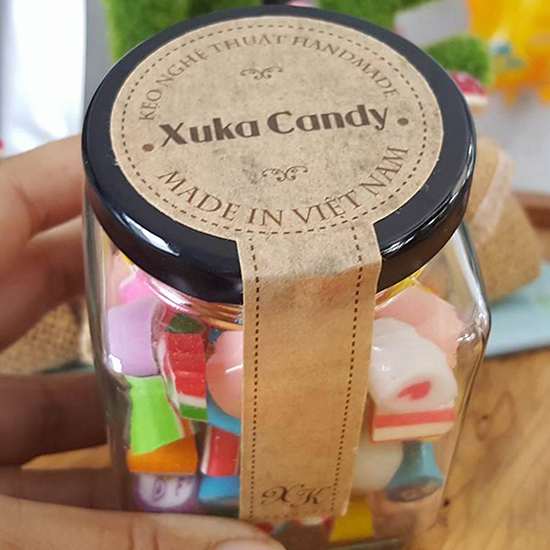 KẸO NGHỆ THUẬT HANDMADE
• Xuka Candy •
MADE IN VIỆT NAM
XK